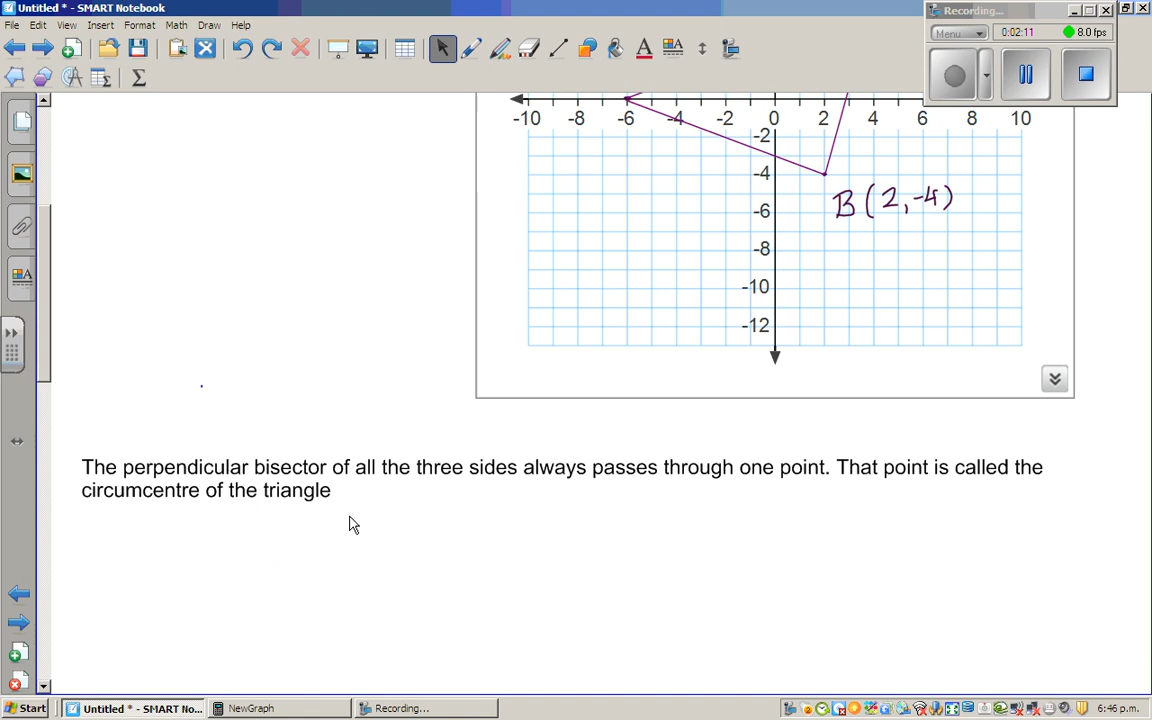 Untitled * - SMART Notebook
Recording...
File Edit View Insert Format Math Draw Help
Menu 0:02:11 8.0 fps
-10 -8 -6 -4 -2 0 2 4 6 8 10
-2
-4
B (2, -4)
-6
-8
-10
-12
The perpendicular bisector of all the three sides always passes through one point. That point is called the
circumcentre of the triangle
Start Untitled * - SMART No... NewGraph Recording... 6:46 p.m.